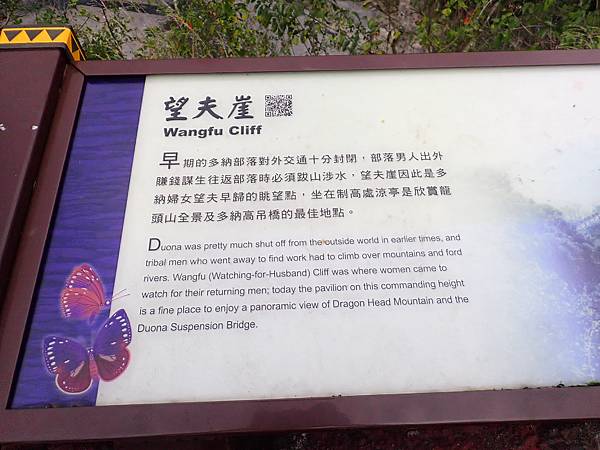 望夫崖
Wangfu Cliff
早期的多納部落對外交通十分封閉，部落男人出外
賺錢謀生往返部落時必須跋山涉水，望夫崖因此是多
納婦女望夫早歸的眺望點，坐在制高處涼亭是欣賞龍
頭山全景及多納高吊橋的最佳地點。
Duona was pretty much shut off from the outside world in earlier times, and
tribal men who went away to find work had to climb over mountains and ford
rivers. Wangfu (Watching-for-Husband) Cliff was where women came to
watch for their returning men; today the pavilion on this commanding height
is a fine place to enjoy a panoramic view of Dragon Head Mountain and the
Duona Suspension Bridge.